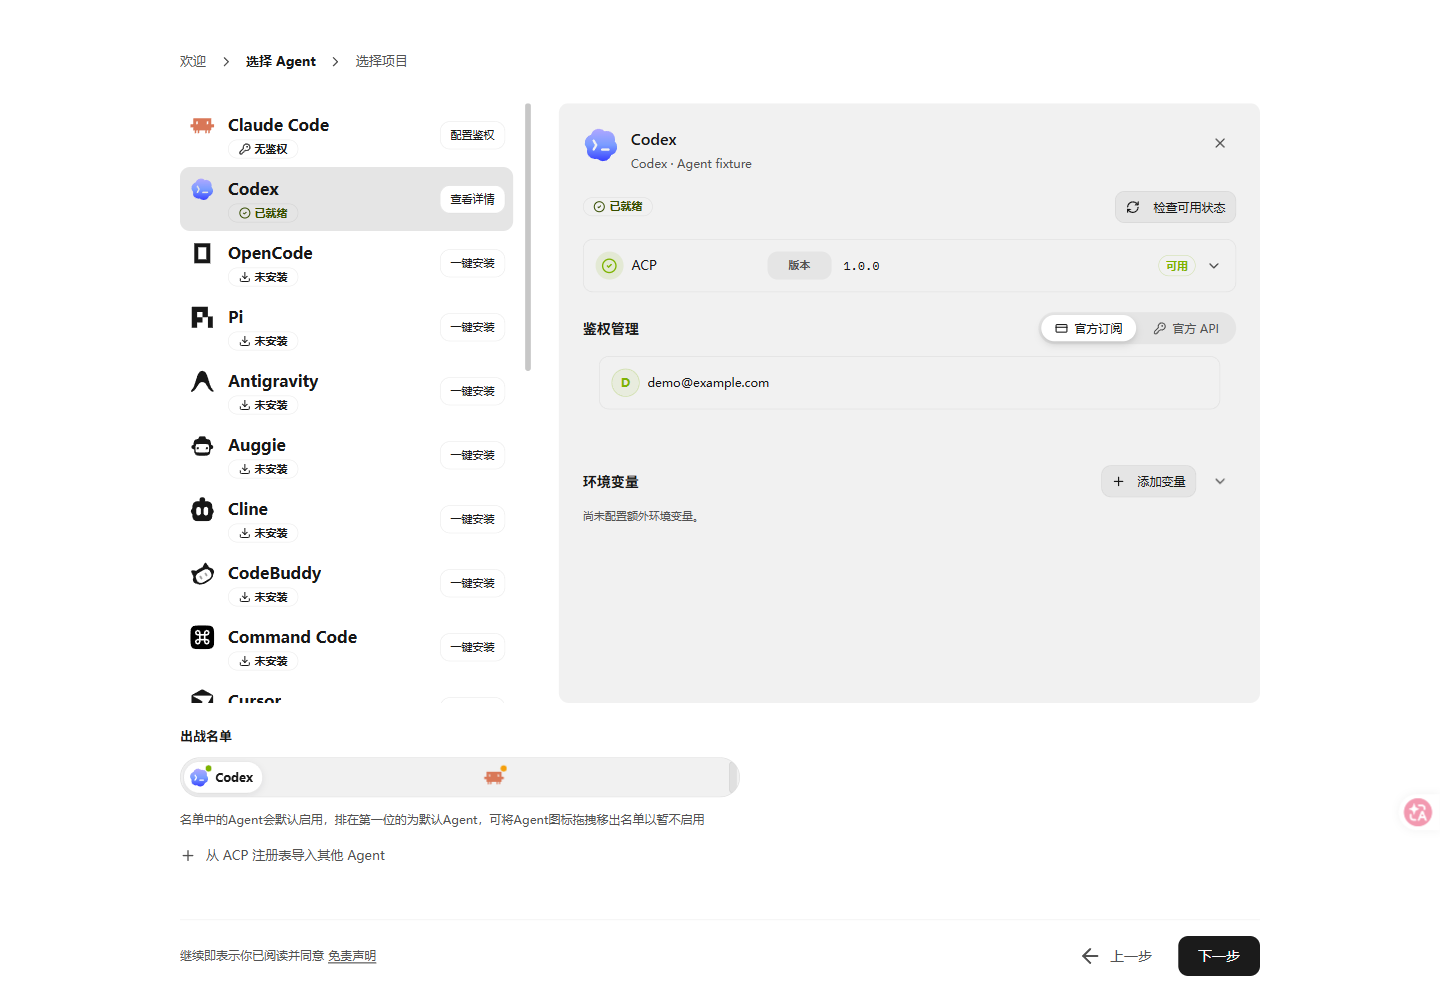 欢迎 选择 Agent 选择项目
Claude Code
无鉴权
配置鉴权
Codex
已就绪
查看详情
OpenCode
未安装
一键安装
Pi
未安装
一键安装
Antigravity
未安装
一键安装
Auggie
未安装
一键安装
Cline
未安装
一键安装
CodeBuddy
未安装
一键安装
Command Code
未安装
一键安装
Cursor
Codex
Codex · Agent fixture
已就绪
检查可用状态
ACP 版本 1.0.0 可用
鉴权管理
官方订阅 官方 API
D demo@example.com
环境变量
添加变量
尚未配置额外环境变量。
出战名单
Codex
名单中的Agent会默认启用，排在第一位的为默认Agent，可将Agent图标拖拽移出名单以暂不启用
从 ACP 注册表导入其他 Agent
继续即表示你已阅读并同意 免责声明
上一步
下一步